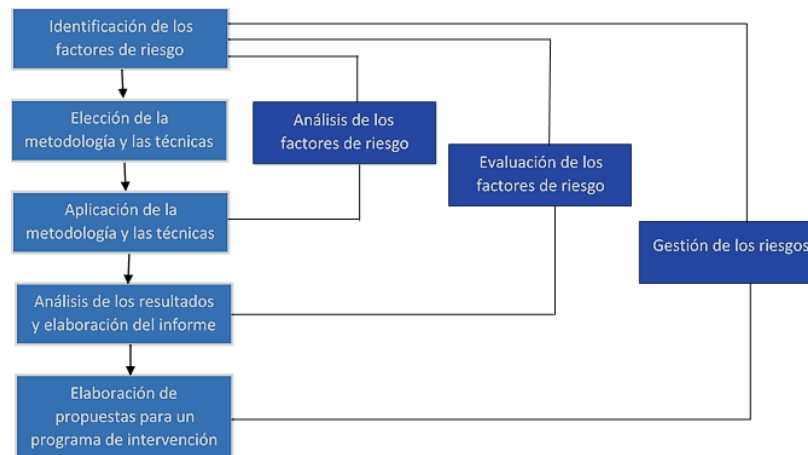 Identificación de los
factores de riesgo
Elección de la
metodología y las técnicas
Aplicación de la
metodología y las técnicas
Análisis de los resultados
y elaboración del informe
Elaboración de
propuestas para un
programa de intervención
Análisis de los
factores de riesgo
Evaluación de los
factores de riesgo
Gestión de los riesgos